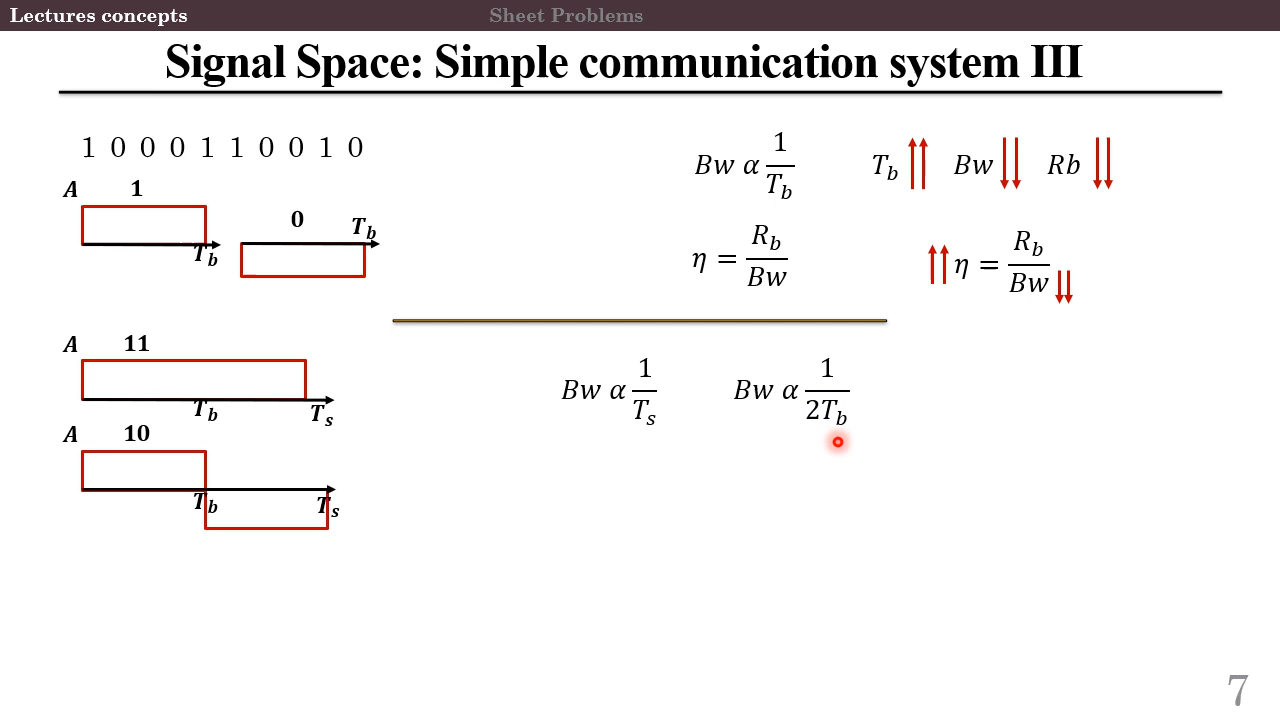 Lectures concepts
Sheet Problems
Signal Space: Simple communication system III
1 0 0 0 1 1 0 0 1 0
A 1
T_b
0 T_b
Bw α 1/T_b
T_b Bw Rb
η = R_b/Bw
η = R_b/Bw
A 11
T_b T_s
A 10
T_b T_s
Bw α 1/T_s
Bw α 1/2T_b
7